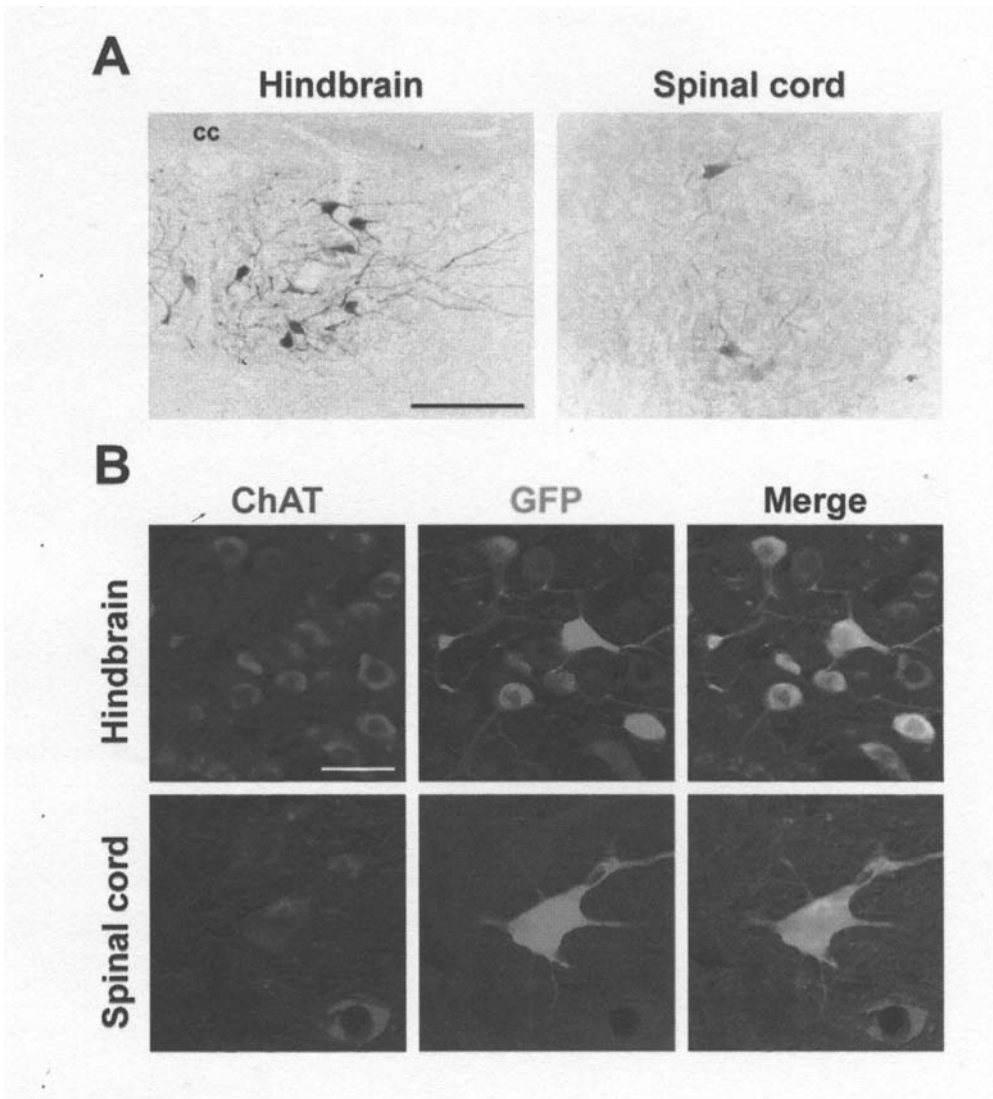 A
Hindbrain Spinal cord
cc
B
ChAT GFP Merge
Hindbrain
Spinal cord